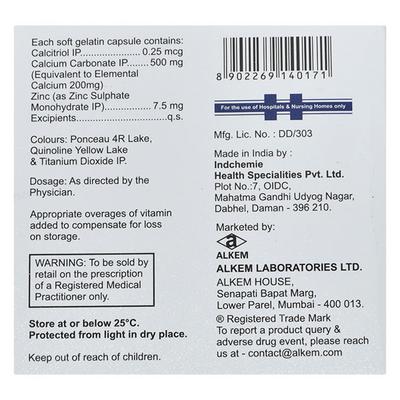 Each soft gelatin capsule contains:
Calcitriol IP................ 0.25 mcg
Calcium Carbonate IP....... 500 mg
(Equivalent to Elemental
Calcium 200mg)
Zinc (as Zinc Sulphate
Monohydrate IP)............... 7.5 mg
Excipients...........................q.s.
Colours: Ponceau 4R Lake,
Quinoline Yellow Lake
& Titanium Dioxide IP.
Dosage: As directed by the
Physician.
Appropriate overages of vitamin
added to compensate for loss
on storage.
WARNING: To be sold by
retail on the prescription
of a Registered Medical
Practitioner only.
Store at or below 25°C.
Protected from light in dry place.
Keep out of reach of children.
8 902269 140171
For the use of Hospitals & Nursing Homes only
Mfg. Lic. No. : DD/303
Made in India by :
Indchemie
Health Specialities Pvt. Ltd.
Plot No.:7, OIDC,
Mahatma Gandhi Udyog Nagar,
Dabhel, Daman - 396 210.
Marketed by:
a
ALKEM
ALKEM LABORATORIES LTD.
ALKEM HOUSE,
Senapati Bapat Marg,
Lower Parel, Mumbai - 400 013.
® Registered Trade Mark
To report a product query &
adverse drug event, please
at - contact@alkem.com